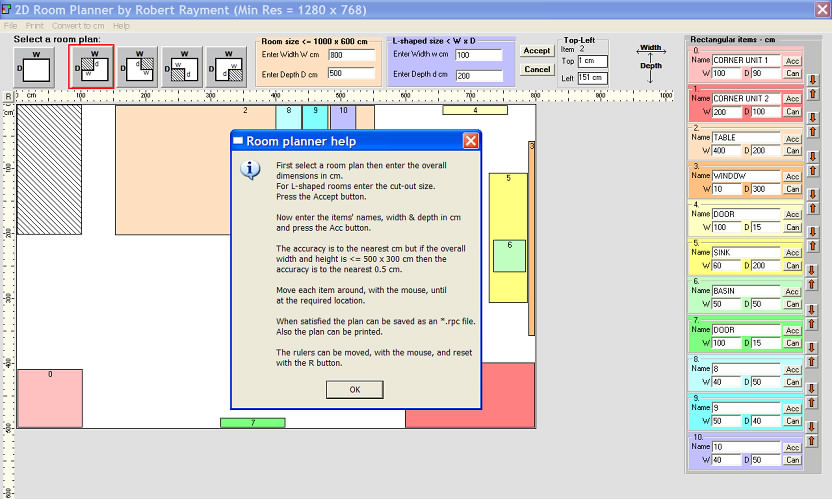 2D Room Planner by Robert Rayment (Min Res = 1280 x 768)
File Print Convert to cm Help
Select a room plan:
W
D
W
D
d
w
W
D
d
w
W
D
w
d
W
D
d
w
Room size <= 1000 x 600 cm
Enter Width W cm 800
Enter Depth D cm 500
L-shaped size < W x D
Enter Width w cm 100
Enter Depth d cm 200
Accept
Cancel
Top-Left
Item 2
Top 1 cm
Left 151 cm
Width
Depth
R 0 cm 100 200 300 400 500 600 700 800 900 1000
cm
100
200
300
400
500
600
2
8
9
10
4
3
5
6
0
7
Room planner help
First select a room plan then enter the overall
dimensions in cm.
For L-shaped rooms enter the cut-out size.
Press the Accept button.
Now enter the items' names, width & depth in cm
and press the Acc button.
The accuracy is to the nearest cm but if the overall
width and height is <= 500 x 300 cm then the
accuracy is to the nearest 0.5 cm.
Move each item around, with the mouse, until
at the required location.
When satisfied the plan can be saved as an *.rpc file.
Also the plan can be printed.
The rulers can be moved, with the mouse, and reset
with the R button.
OK
Rectangular items - cm
0.
Name CORNER UNIT 1 Acc
W 100 D 90 Can
1.
Name CORNER UNIT 2 Acc
W 200 D 100 Can
2.
Name TABLE Acc
W 400 D 200 Can
3.
Name WINDOW Acc
W 10 D 300 Can
4.
Name DOOR Acc
W 100 D 15 Can
5.
Name SINK Acc
W 60 D 200 Can
6.
Name BASIN Acc
W 50 D 50 Can
7.
Name DOOR Acc
W 100 D 15 Can
8.
Name 8 Acc
W 40 D 50 Can
9.
Name 9 Acc
W 50 D 40 Can
10.
Name 10 Acc
W 40 D 50 Can